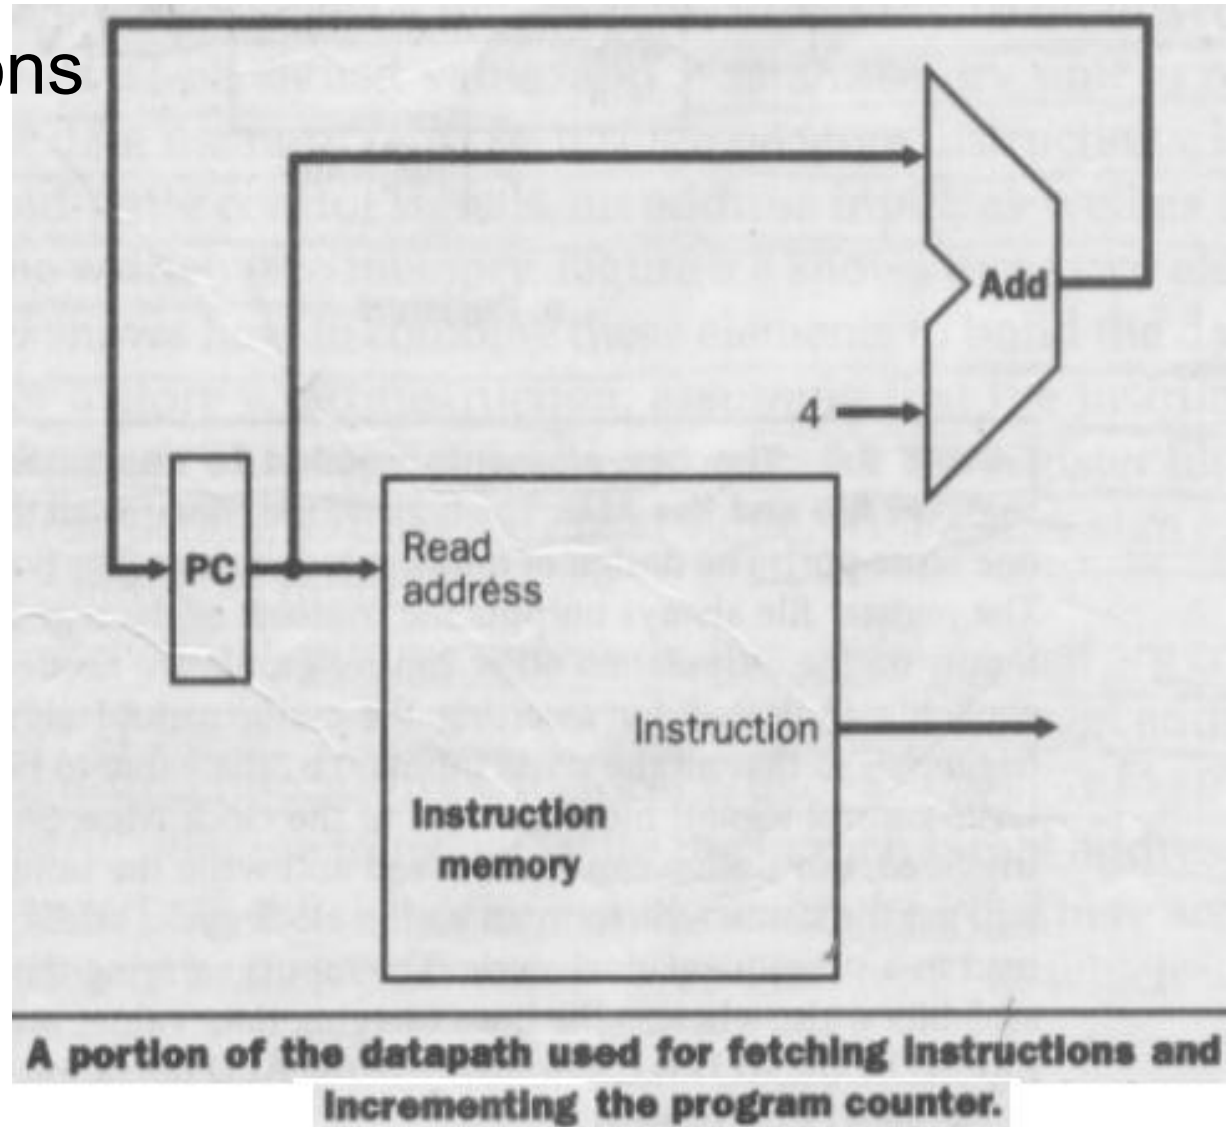 ons
Add
4
PC
Read
address
Instruction
Instruction
memory
A portion of the datapath used for fetching instructions and
incrementing the program counter.